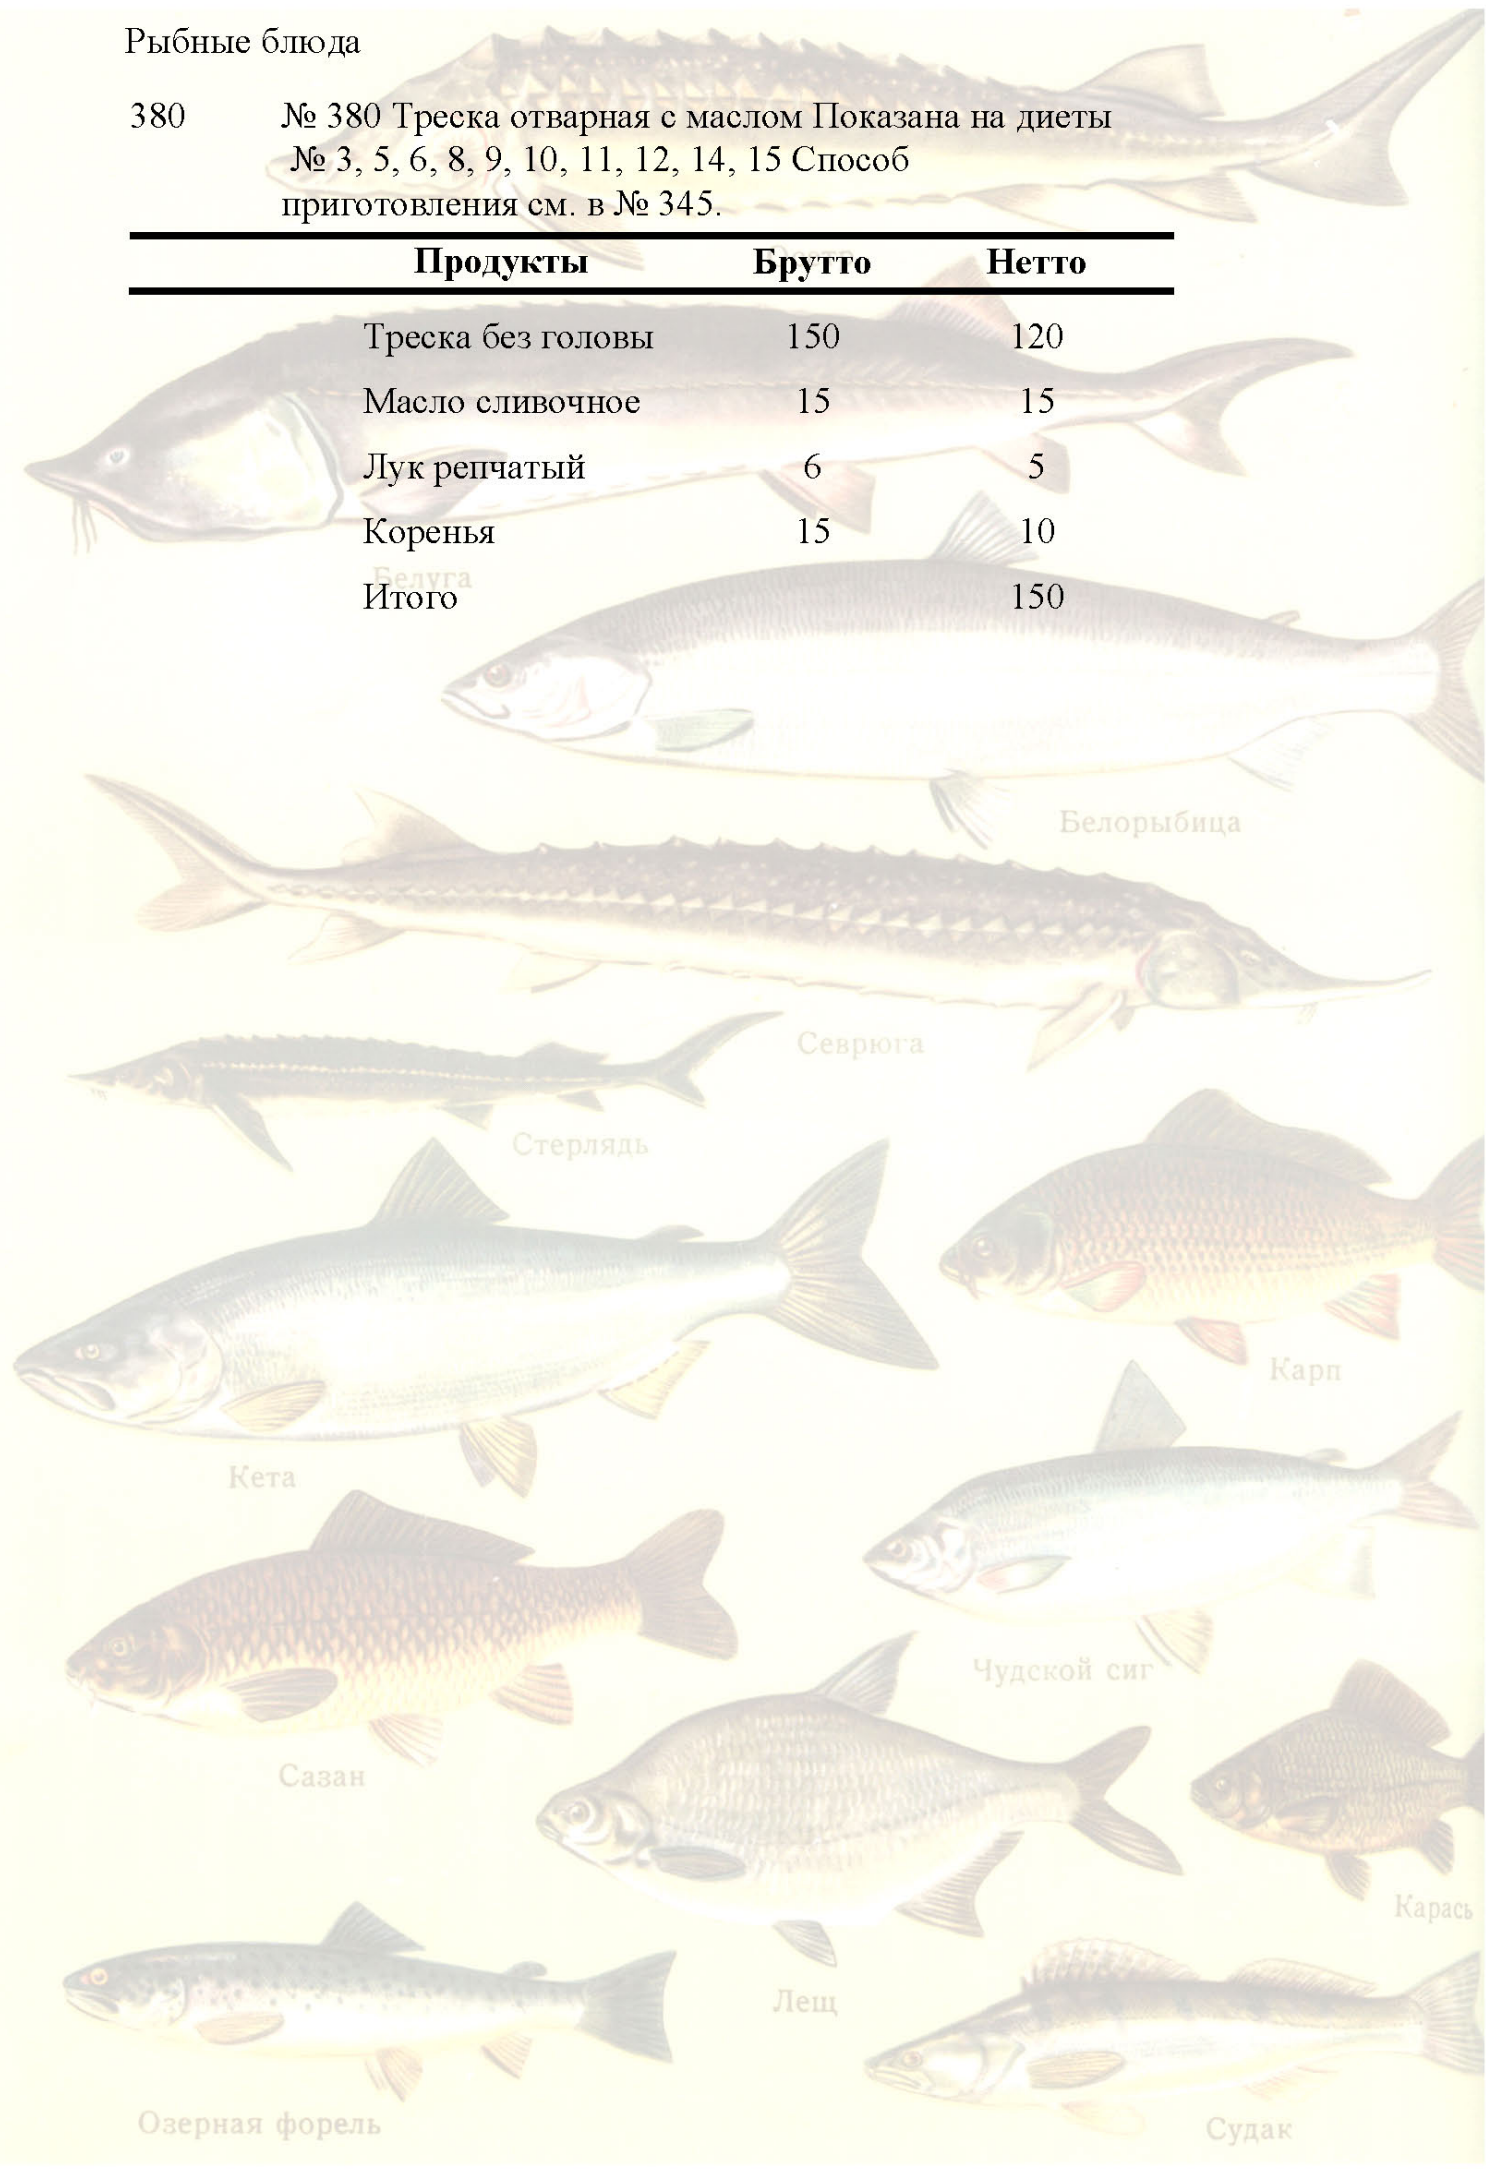 Рыбные блюда
380 № 380 Треска отварная с маслом Показана на диеты
№ 3, 5, 6, 8, 9, 10, 11, 12, 14, 15 Способ
приготовления см. в № 345.
Продукты Брутто Нетто
Треска без головы 150 120
Масло сливочное 15 15
Лук репчатый 6 5
Коренья 15 10
Белуга
Итого 150
Белорыбица
Севрюга
Стерлядь
Карп
Кета
Чудской сиг
Сазан
Карась
Лещ
Озерная форель
Судак